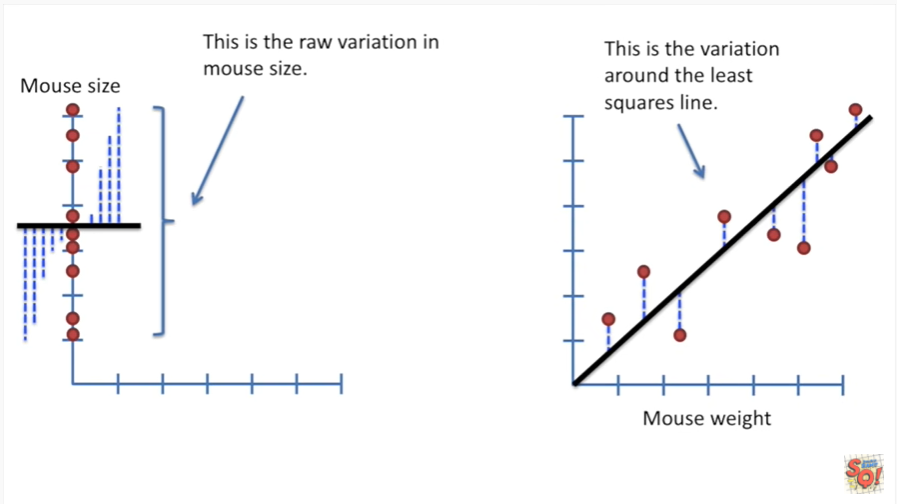 This is the raw variation in
mouse size.
Mouse size
This is the variation
around the least
squares line.
Mouse weight
SQ!